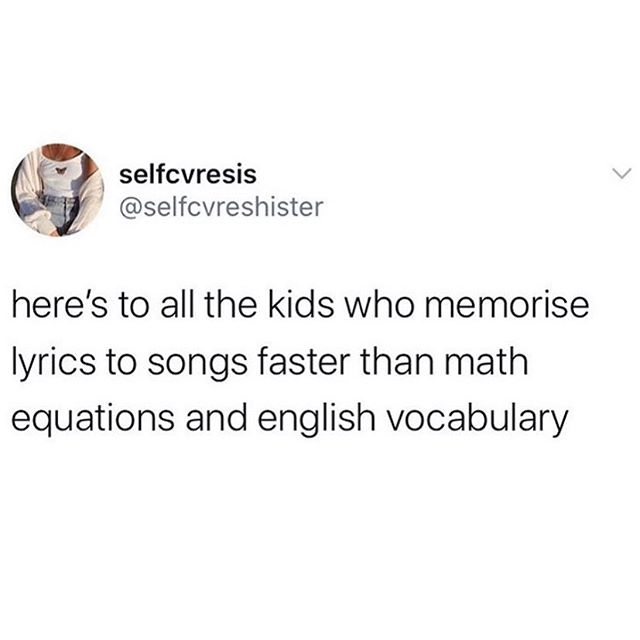 selfcvresis
@selfcvreshister
here's to all the kids who memorise
lyrics to songs faster than math
equations and english vocabulary